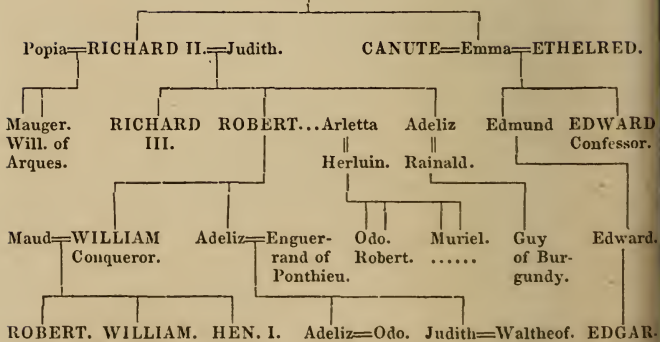 Popia=RICHARD II.=Judith. CANUTE=Emma=ETHELRED.
Mauger. RICHARD ROBERT...Arletta Adeliz Edmund EDWARD
Will. of III. || || Confessor.
Arques. Herluin. Rainald.
Maud=WILLIAM Adeliz=Enguer- Odo. Muriel. Guy Edward.
Conqueror. rand of Robert. ...... of Bur-
Ponthieu. gundy.
ROBERT. WILLIAM. HEN. I. Adeliz=Odo. Judith=Waltheof. EDGAR.